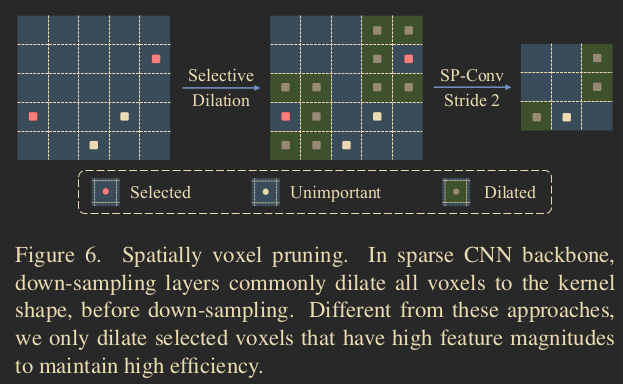 Selective
Dilation
SP-Conv
Stride 2
Selected
Unimportant
Dilated
Figure 6. Spatially voxel pruning. In sparse CNN backbone,
down-sampling layers commonly dilate all voxels to the kernel
shape, before down-sampling. Different from these approaches,
we only dilate selected voxels that have high feature magnitudes
to maintain high efficiency.